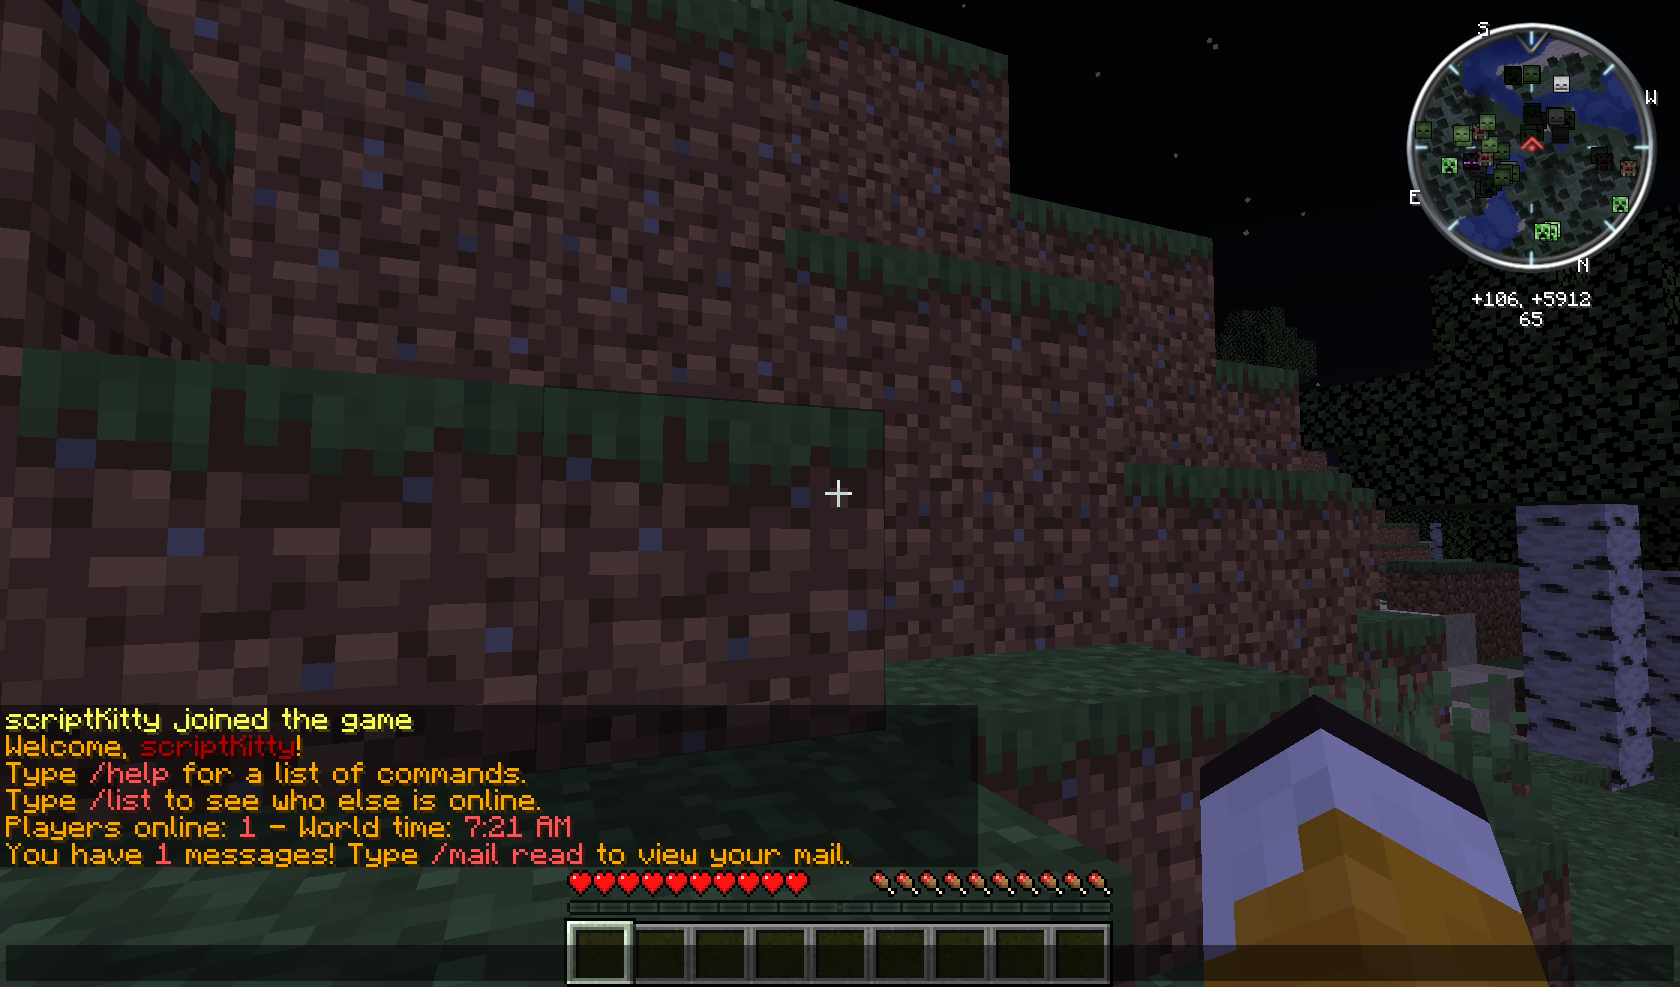 S
W
E
N
+106, +5912
65
scriptKitty joined the game
Welcome, scriptKitty!
Type /help for a list of commands.
Type /list to see who else is online.
Players online: 1 - World time: 7:21 AM
You have 1 messages! Type /mail read to view your mail.